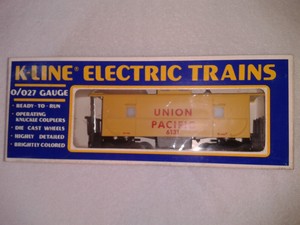 K-LINE® ELECTRIC TRAINS
O/O27 GAUGE
• READY-TO-RUN
• OPERATING
KNUCKLE COUPLERS
• DIE CAST WHEELS
• HIGHLY DETAILED
• BRIGHTLY COLORED
UNION
PACIFIC